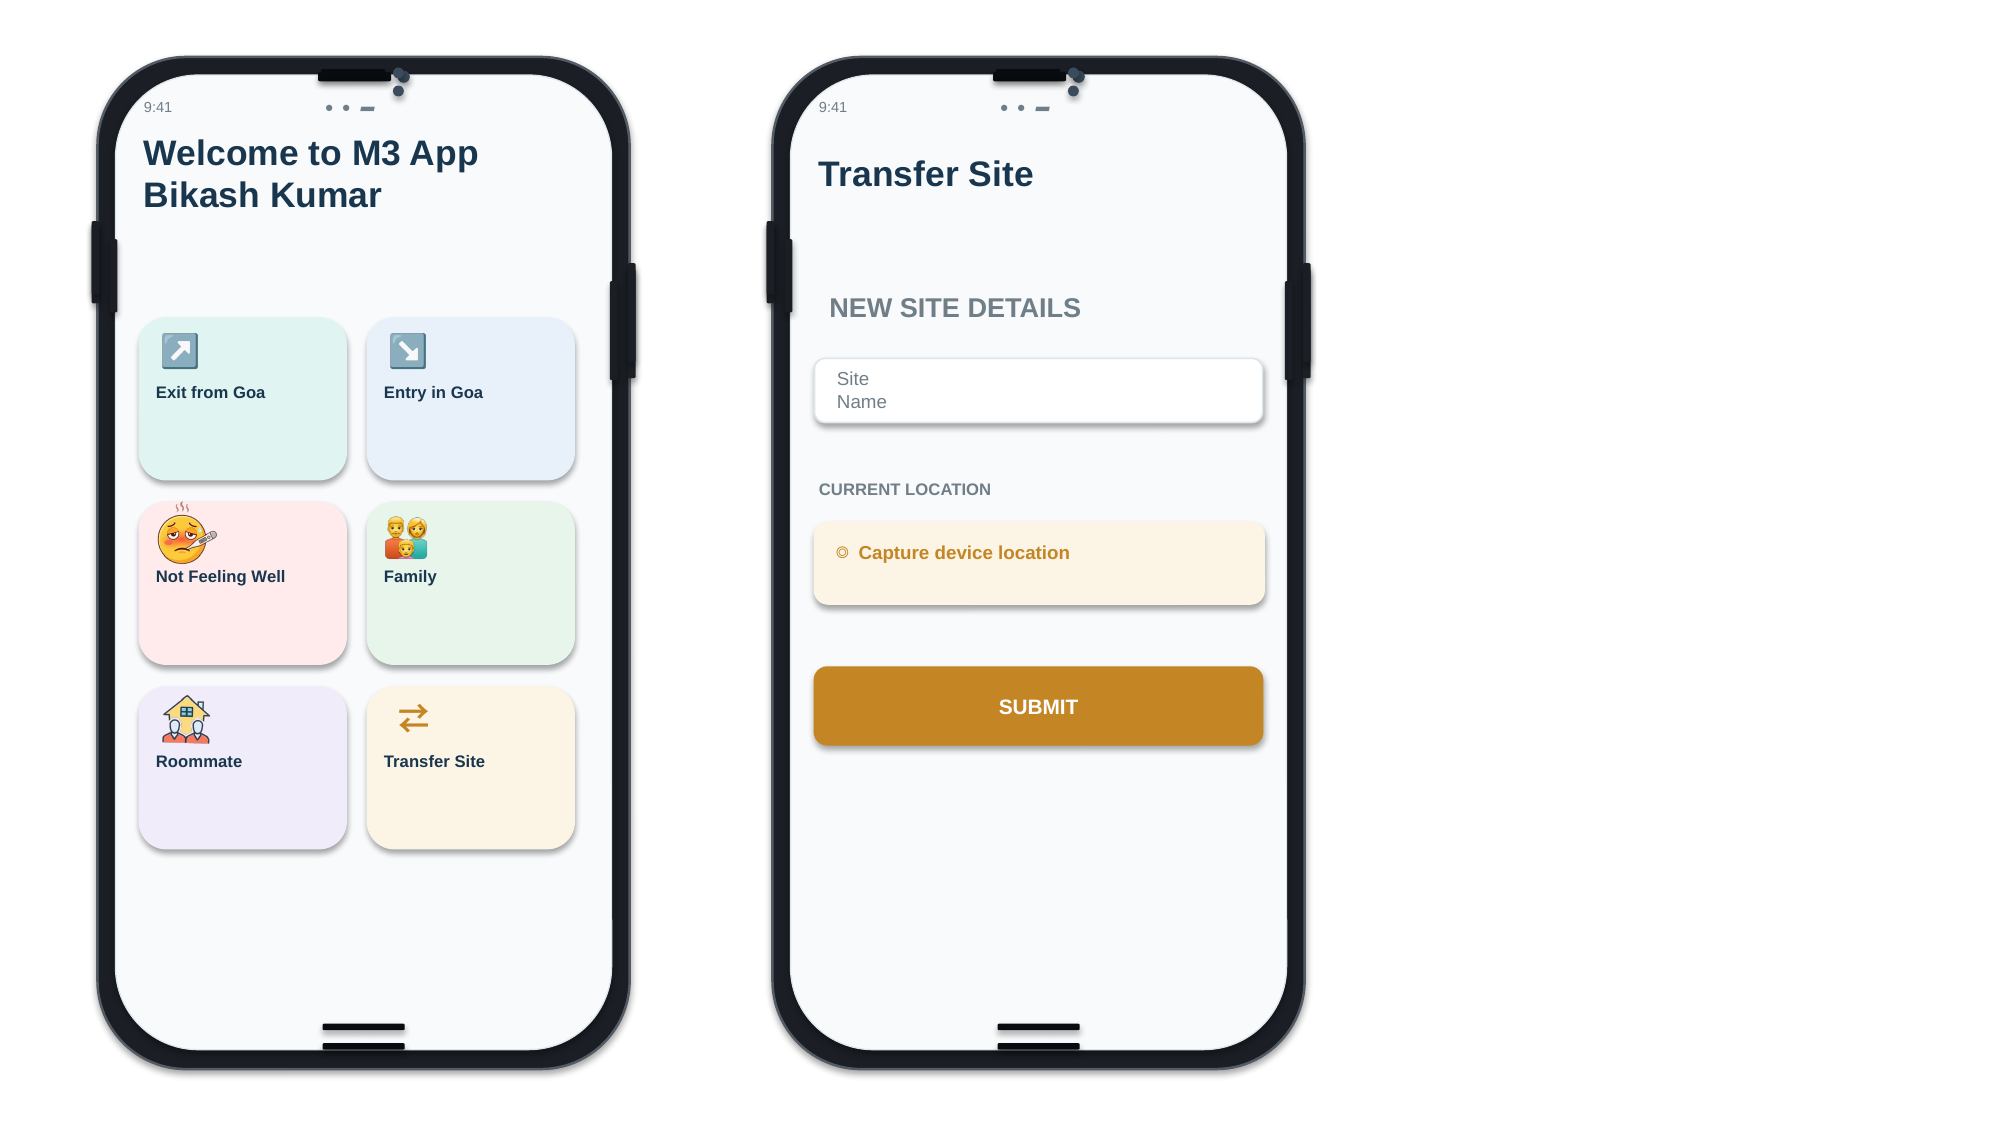 9:41
Welcome to M3 App
Bikash Kumar
Exit from Goa
Entry in Goa
Not Feeling Well
Family
Roommate
Transfer Site
9:41
Transfer Site
NEW SITE DETAILS
Site
Name
CURRENT LOCATION
Capture device location
SUBMIT